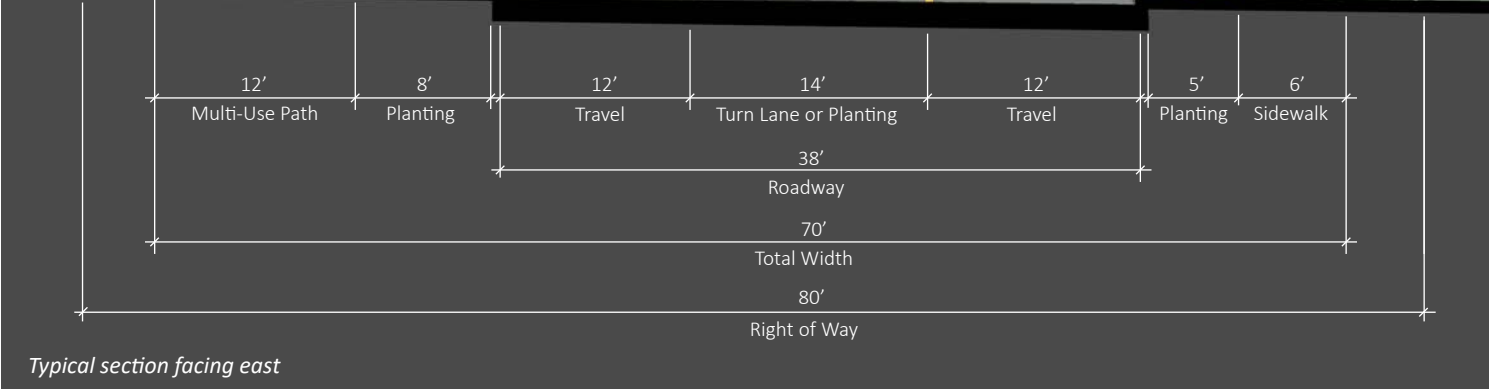 12’ 8’ 12’ 14’ 12’ 5’ 6’
Multi-Use Path Planting Travel Turn Lane or Planting Travel Planting Sidewalk
38’
Roadway
70’
Total Width
80’
Right of Way
Typical section facing east